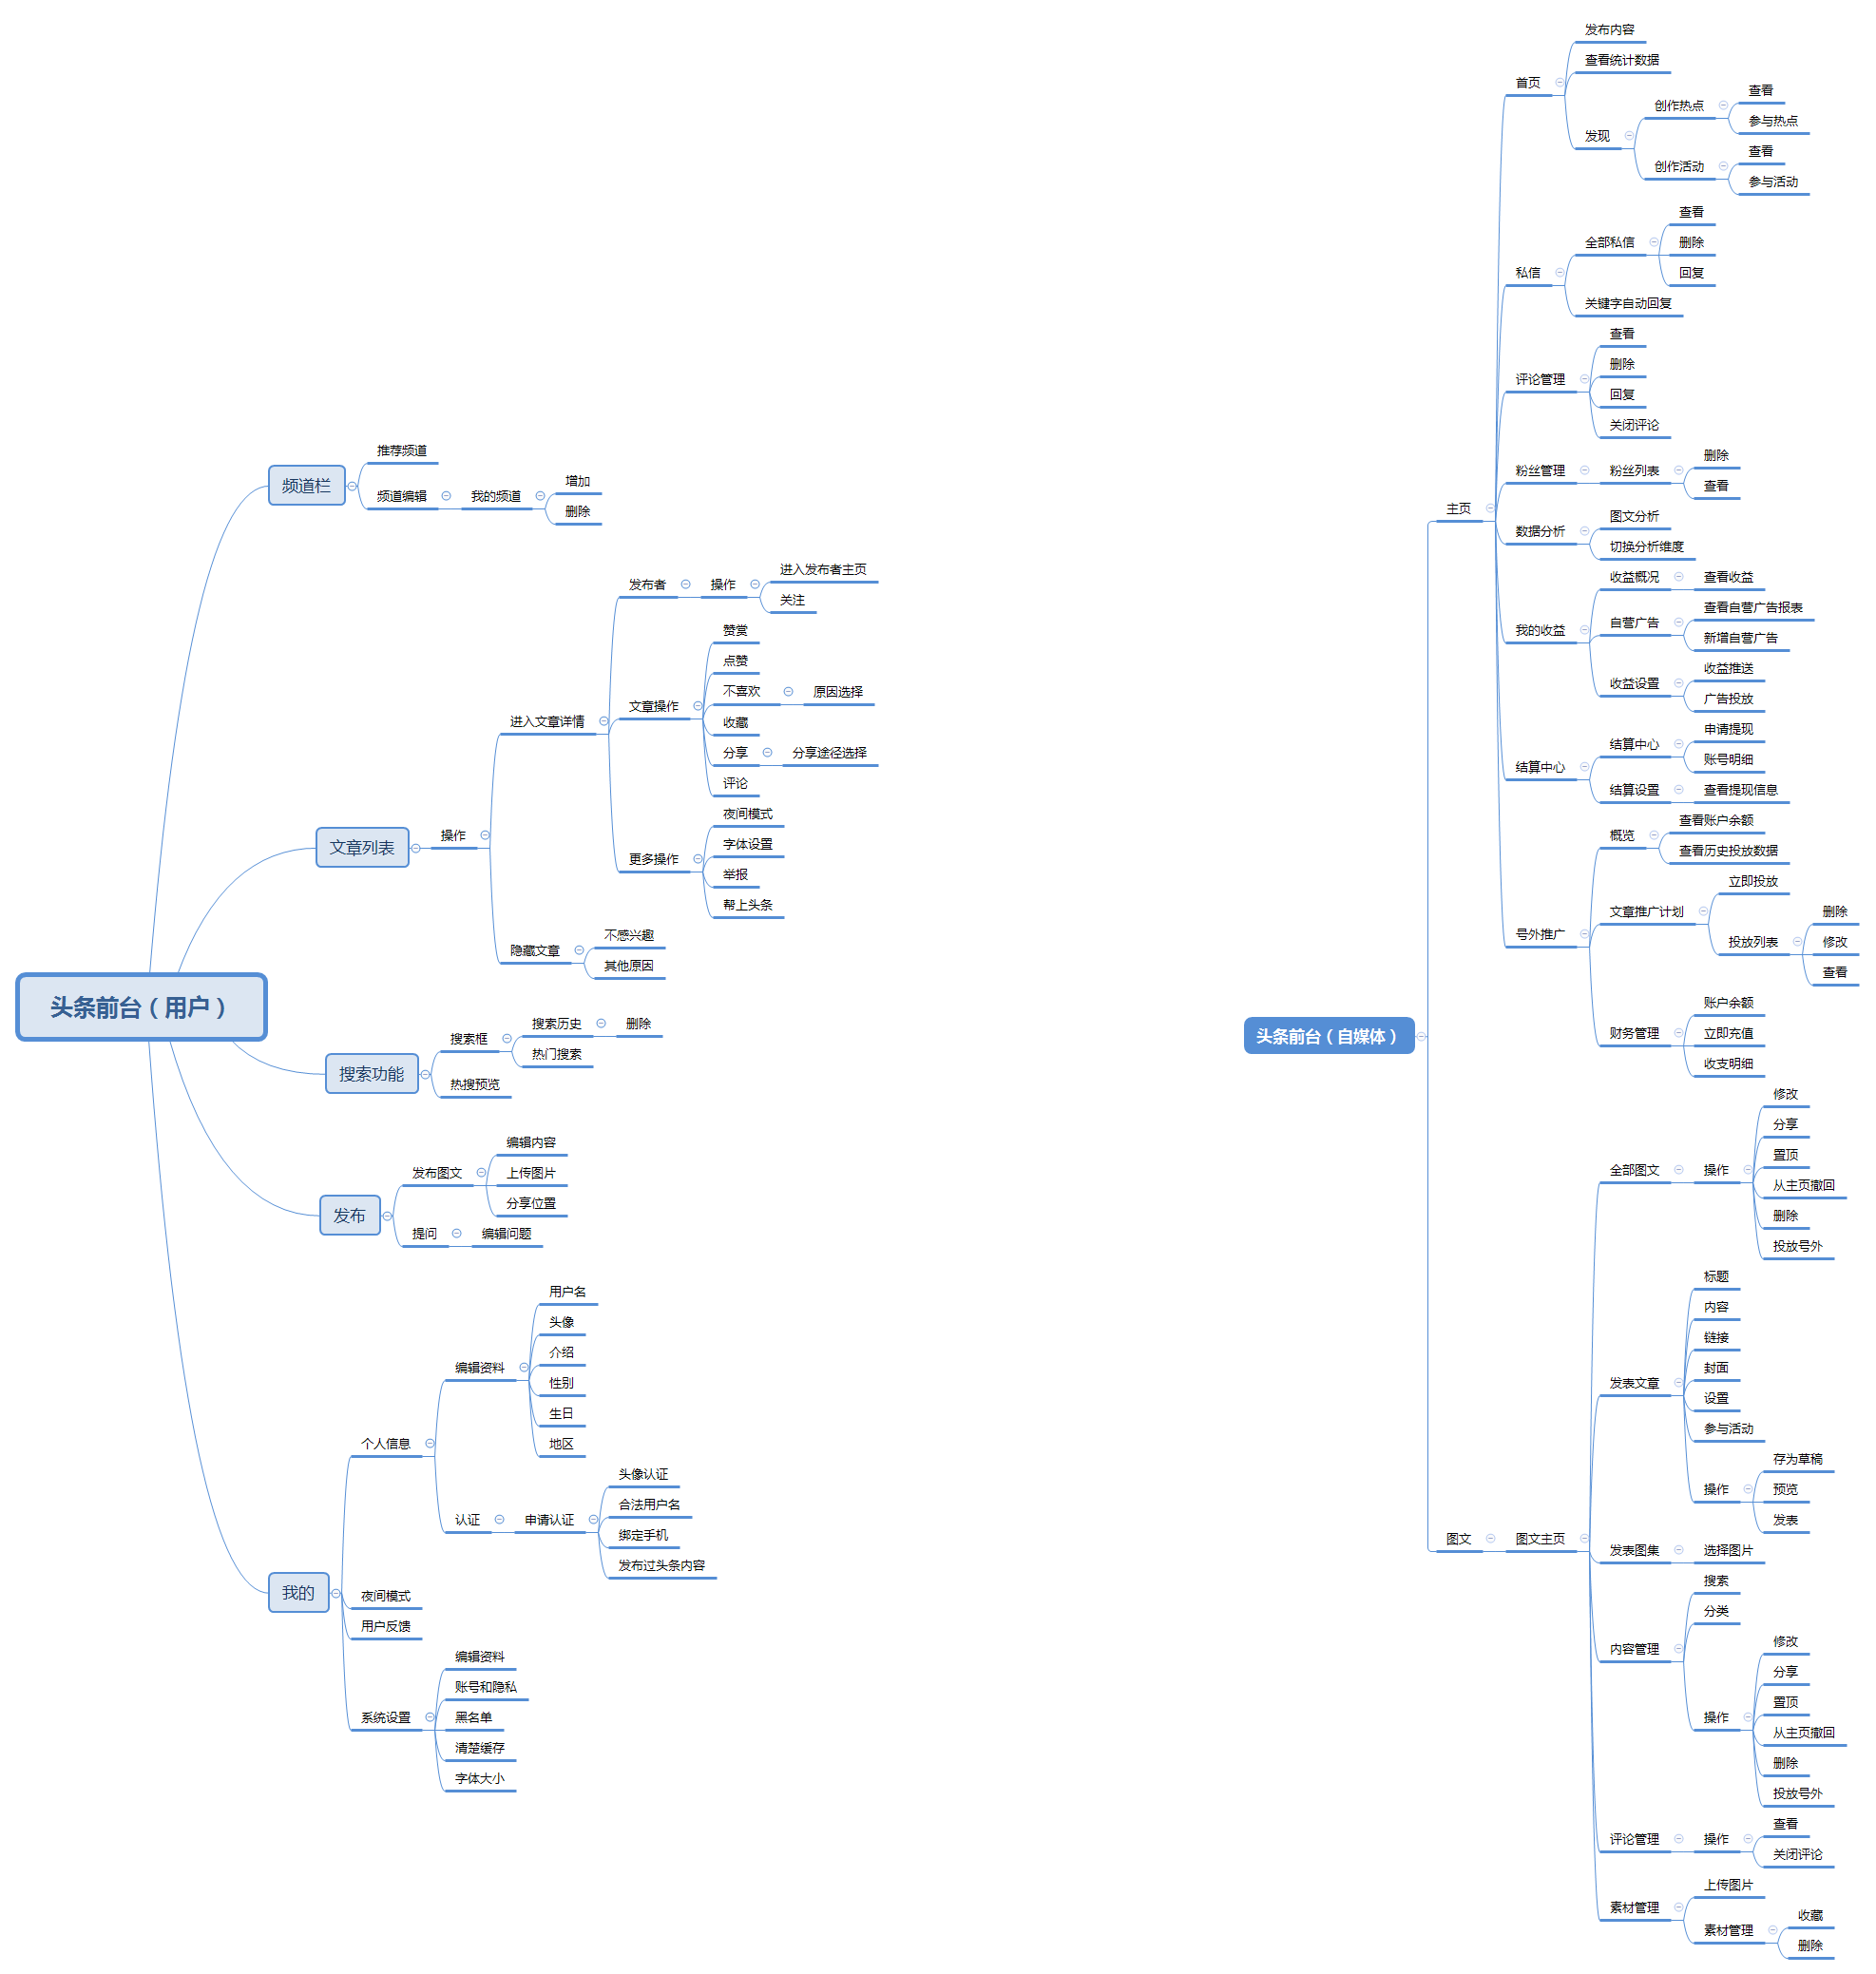 头条前台（用户）
频道栏
推荐频道
频道编辑
我的频道
增加
删除
文章列表
操作
进入文章详情
发布者
操作
进入发布者主页
关注
文章操作
赞赏
点赞
不喜欢
原因选择
收藏
分享
分享途径选择
评论
更多操作
夜间模式
字体设置
举报
帮上头条
隐藏文章
不感兴趣
其他原因
搜索功能
搜索框
搜索历史
删除
热门搜索
热搜预览
发布
发布图文
编辑内容
上传图片
分享位置
提问
编辑问题
我的
个人信息
编辑资料
用户名
头像
介绍
性别
生日
地区
认证
申请认证
头像认证
合法用户名
绑定手机
发布过头条内容
夜间模式
用户反馈
系统设置
编辑资料
账号和隐私
黑名单
清楚缓存
字体大小
头条前台（自媒体）
主页
首页
发布内容
查看统计数据
发现
创作热点
查看
参与热点
创作活动
查看
参与活动
私信
全部私信
查看
删除
回复
关键字自动回复
评论管理
查看
删除
回复
关闭评论
粉丝管理
粉丝列表
删除
查看
数据分析
图文分析
切换分析维度
我的收益
收益概况
查看收益
自营广告
查看自营广告报表
新增自营广告
收益设置
收益推送
广告投放
结算中心
结算中心
申请提现
账号明细
结算设置
查看提现信息
号外推广
概览
查看账户余额
查看历史投放数据
文章推广计划
立即投放
投放列表
删除
修改
查看
财务管理
账户余额
立即充值
收支明细
图文
图文主页
全部图文
操作
修改
分享
置顶
从主页撤回
删除
投放号外
发表文章
标题
内容
链接
封面
设置
参与活动
操作
存为草稿
预览
发表
发表图集
选择图片
内容管理
搜索
分类
操作
修改
分享
置顶
从主页撤回
删除
投放号外
评论管理
操作
查看
关闭评论
素材管理
上传图片
素材管理
收藏
删除